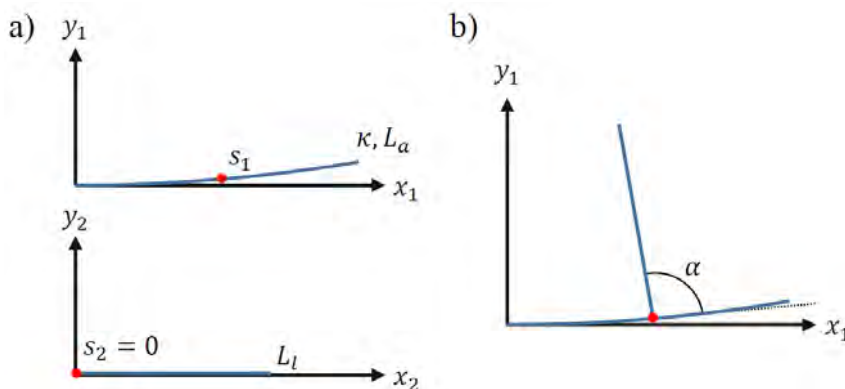 a)
y₁
s₁
κ, Lₐ
x₁
y₂
s₂ = 0
Lₗ
x₂
b)
y₁
α
x₁